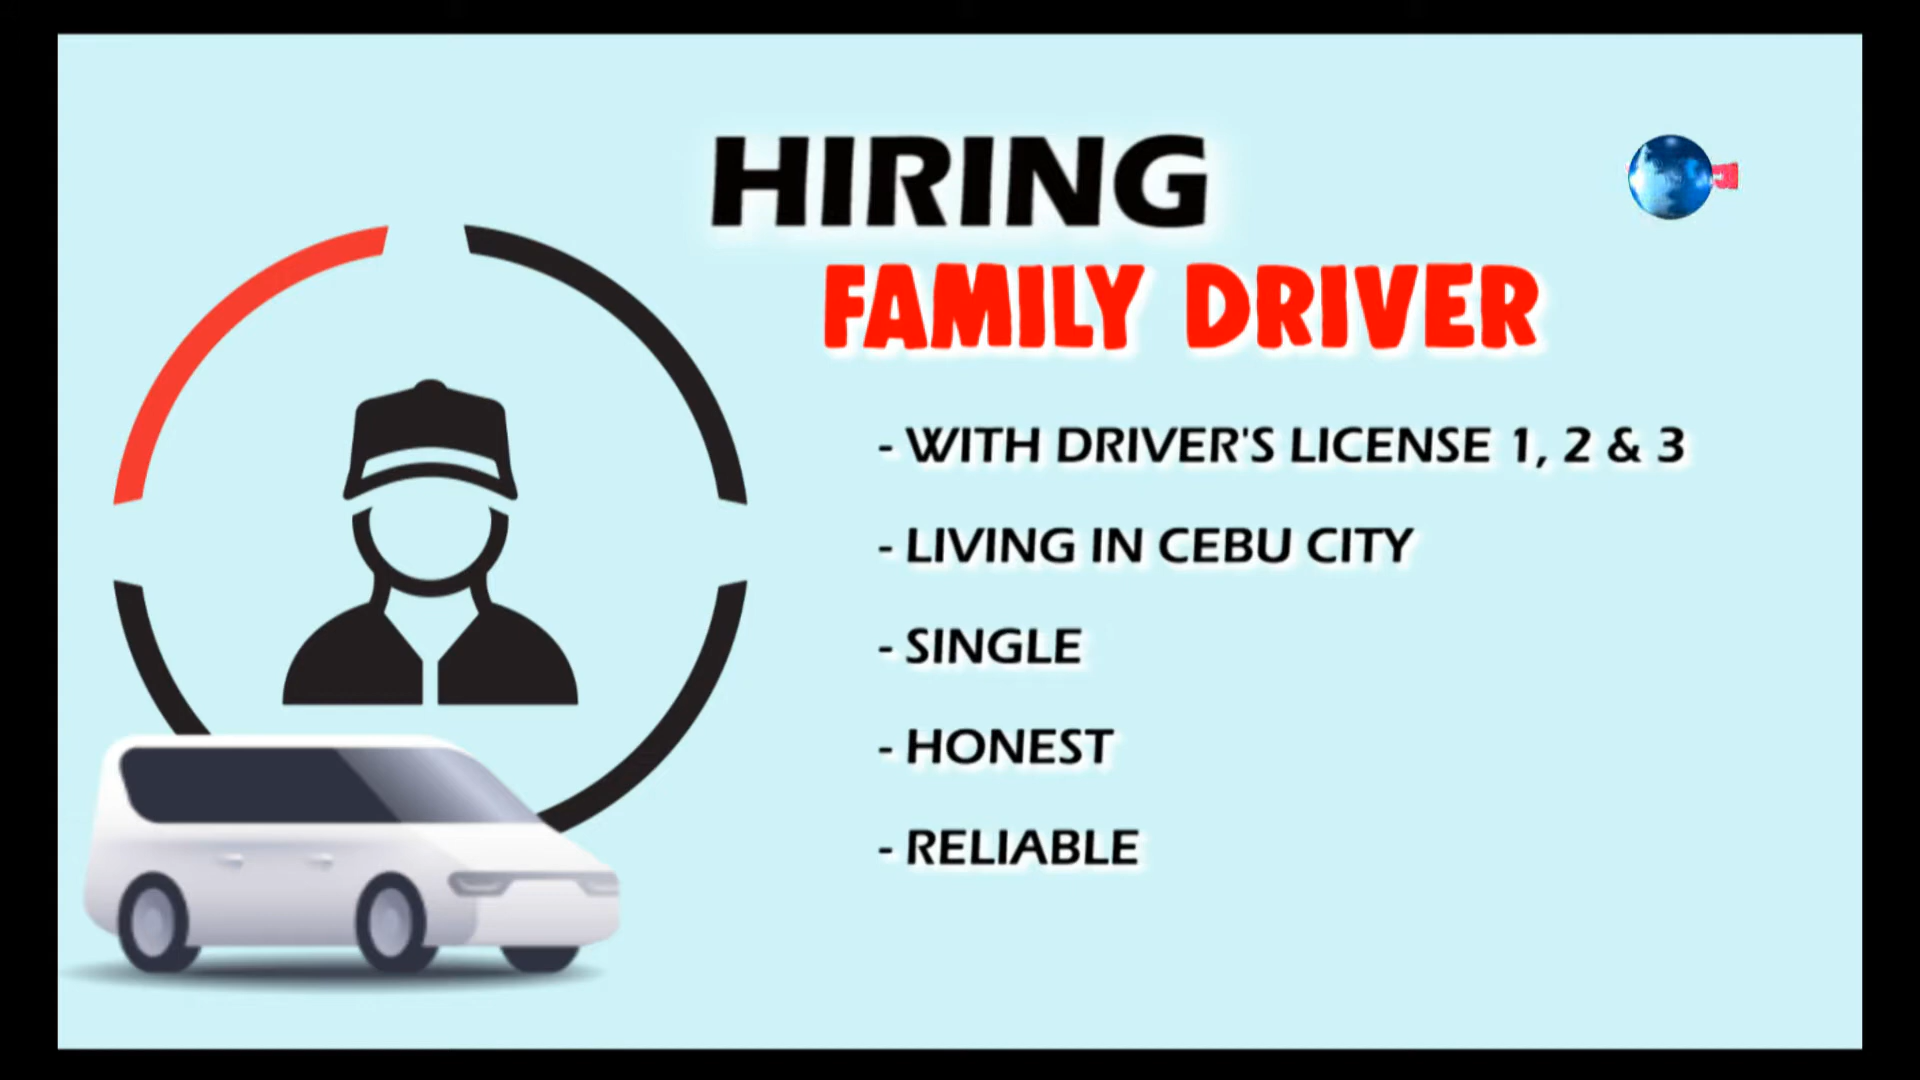 HIRING
FAMILY DRIVER
- WITH DRIVER'S LICENSE 1, 2 & 3
- LIVING IN CEBU CITY
- SINGLE
- HONEST
- RELIABLE